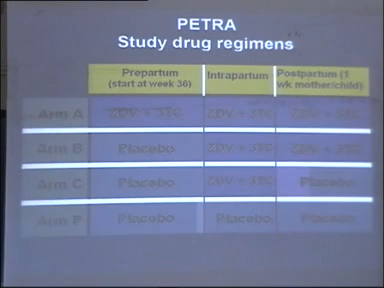 PETRA
Study drug regimens
Prepartum Intrapartum Postpartum (1
(start at week 36) wk mother/child)
Arm A ZDV + 3TC ZDV + 3TC ZDV + 3TC
Arm B Placebo ZDV + 3TC ZDV + 3TC
Arm C Placebo ZDV + 3TC Placebo
Arm P Placebo Placebo Placebo